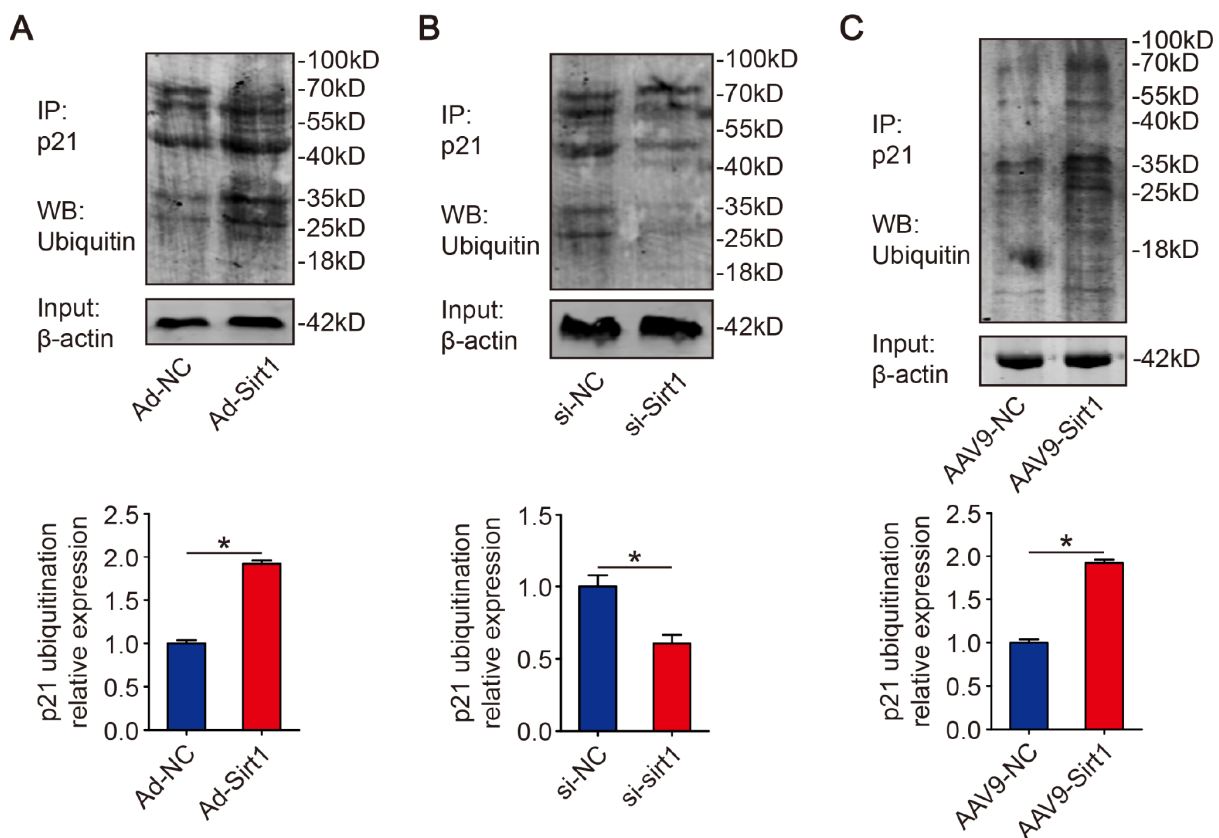 A
IP:
p21
WB:
Ubiquitin
-100kD
-70kD
-55kD
-40kD
-35kD
-25kD
-18kD
Input:
β-actin
-42kD
Ad-NC
Ad-Sirt1
p21 ubiquitination
relative expression
2.5
2.0
1.5
1.0
0.5
0.0
*
Ad-NC
Ad-Sirt1
B
IP:
p21
WB:
Ubiquitin
-100kD
-70kD
-55kD
-40kD
-35kD
-25kD
-18kD
Input:
β-actin
-42kD
si-NC
si-Sirt1
p21 ubiquitination
relative expression
1.5
1.0
0.5
0.0
*
si-NC
si-sirt1
C
IP:
p21
WB:
Ubiquitin
-100kD
-70kD
-55kD
-40kD
-35kD
-25kD
-18kD
Input:
β-actin
-42kD
AAV9-NC
AAV9-Sirt1
p21 ubiquitination
relative expression
2.5
2.0
1.5
1.0
0.5
0.0
*
AAV9-NC
AAV9-Sirt1